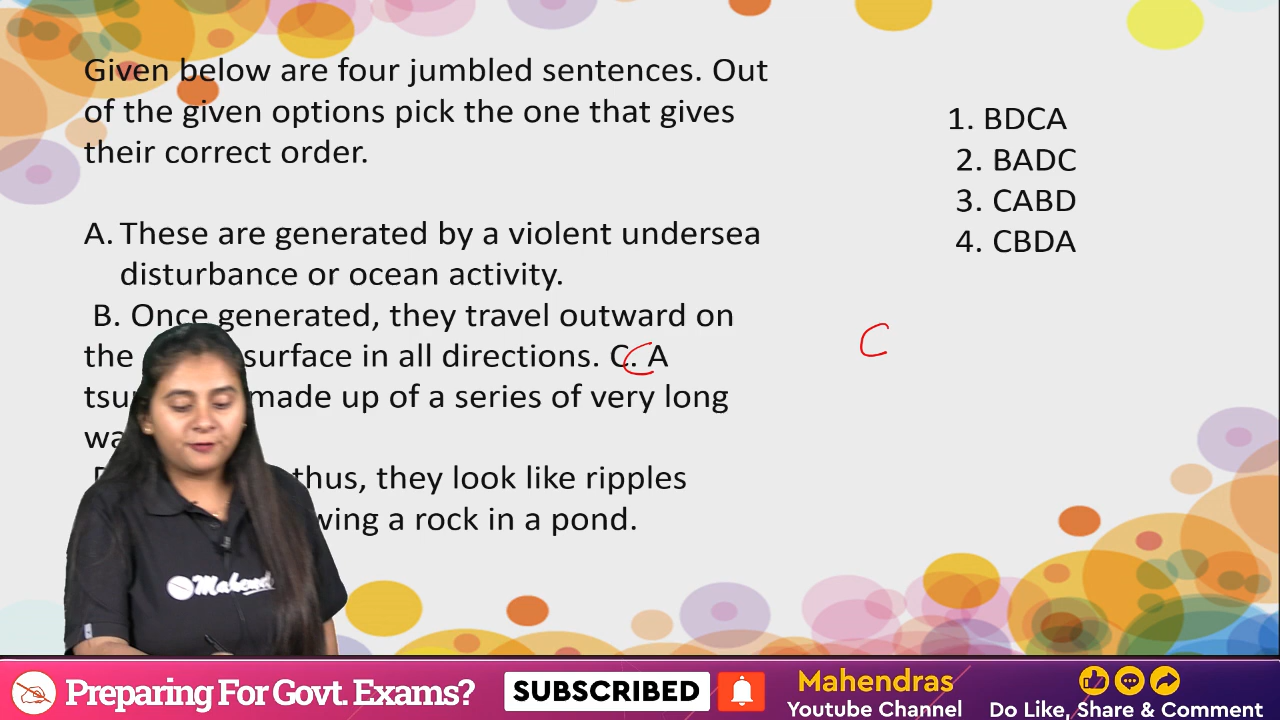 Given below are four jumbled sentences. Out
of the given options pick the one that gives
their correct order.
1. BDCA
2. BADC
3. CABD
4. CBDA
A. These are generated by a violent undersea
disturbance or ocean activity.
B. Once generated, they travel outward on
the surface in all directions. C. A
made up of a series of very long
C
thus, they look like ripples
a rock in a pond.
Preparing For Govt. Exams?
SUBSCRIBED
Mahendras
Youtube Channel
Do Like, Share & Comment